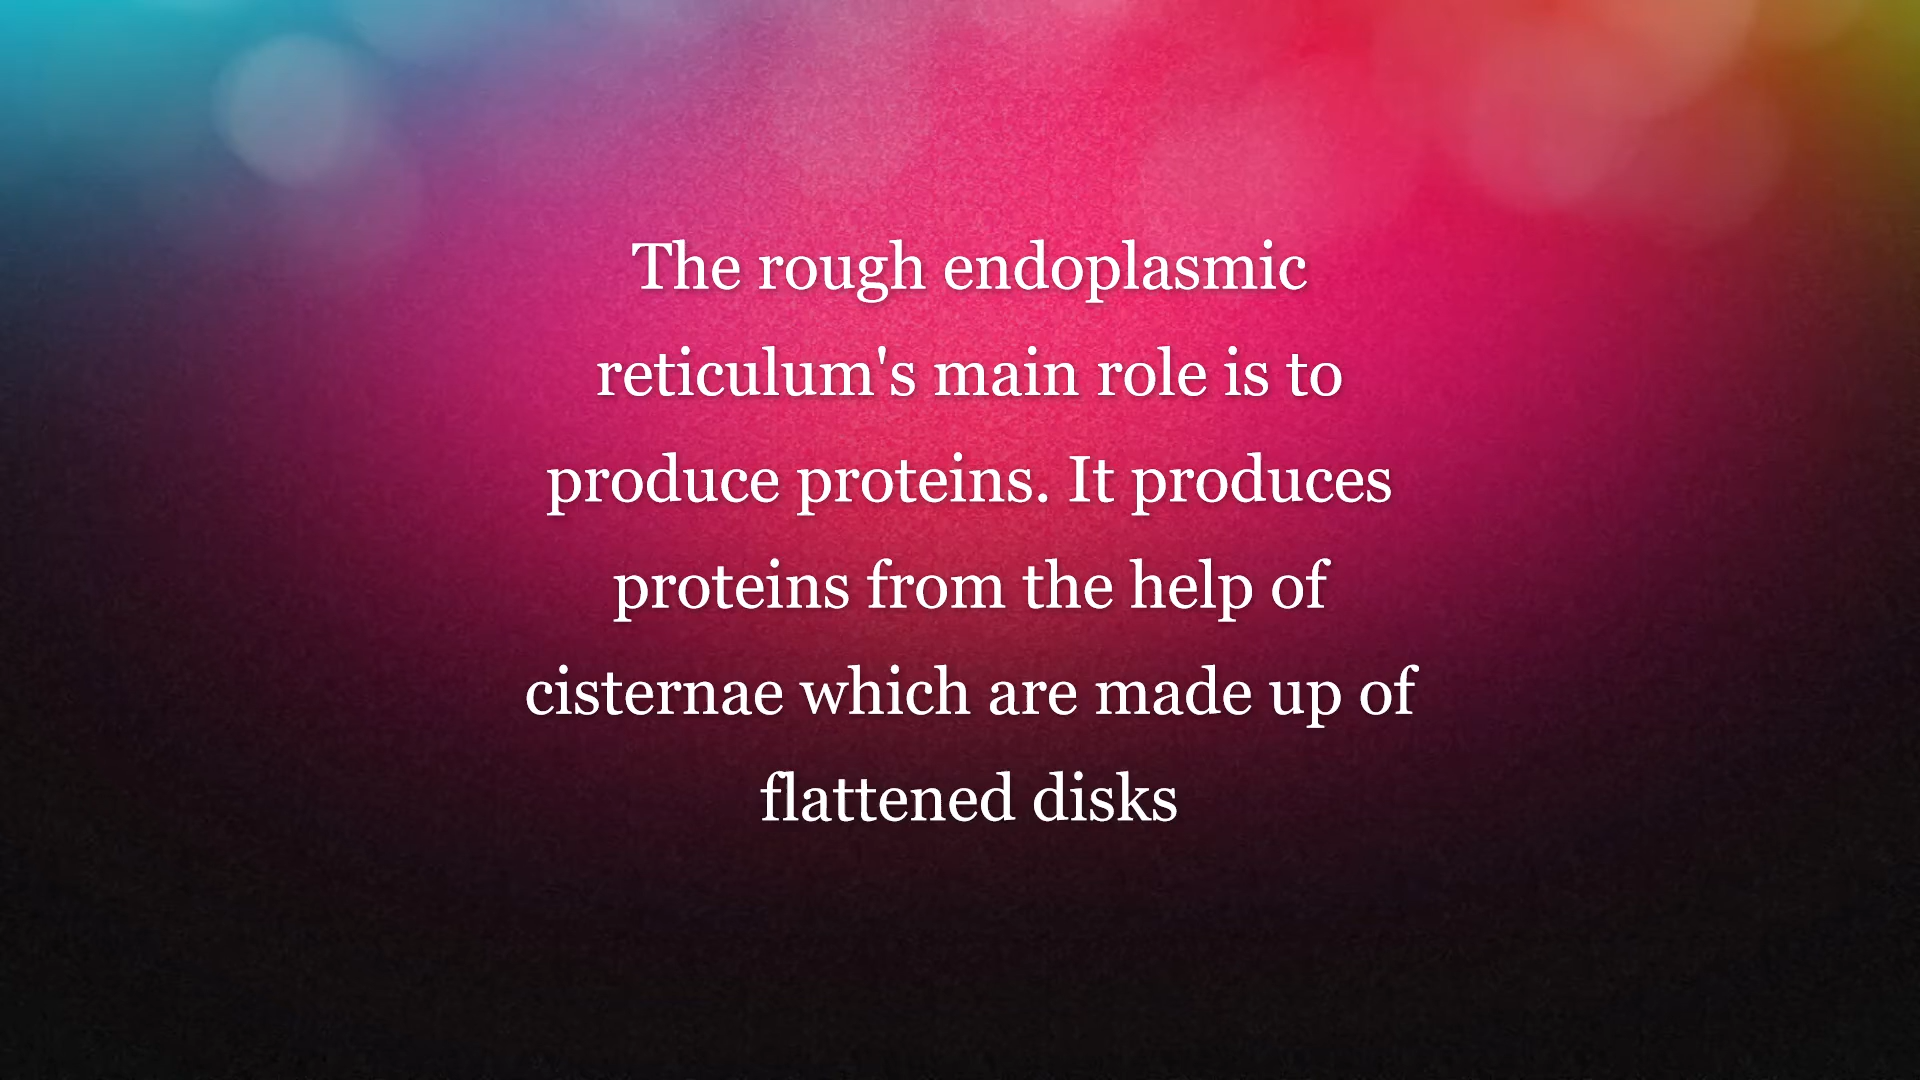 The rough endoplasmic
reticulum's main role is to
produce proteins. It produces
proteins from the help of
cisternae which are made up of
flattened disks